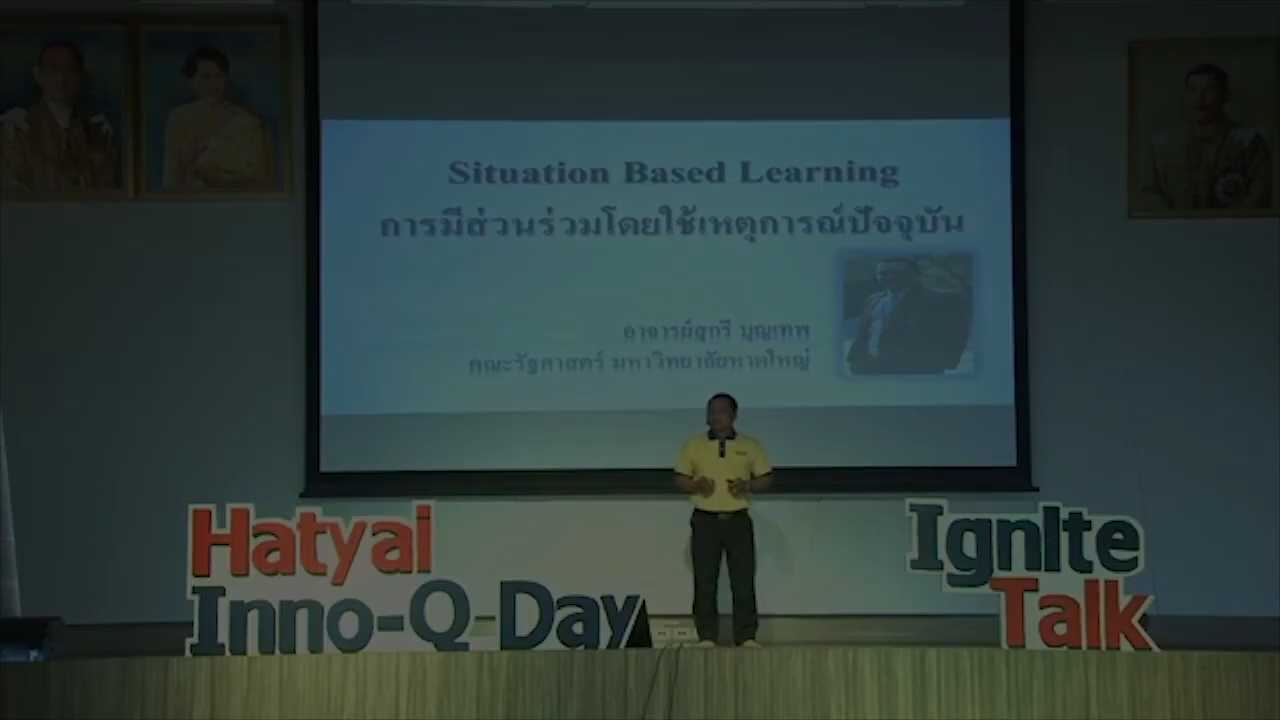 Situation Based Learning
การมีส่วนร่วมโดยใช้เหตุการณ์ปัจจุบัน
อาจารย์สุกรี บุญเทพ
คณะรัฐศาสตร์ มหาวิทยาลัยหาดใหญ่
Hatyai
Inno-Q-Day
Ignite
Talk